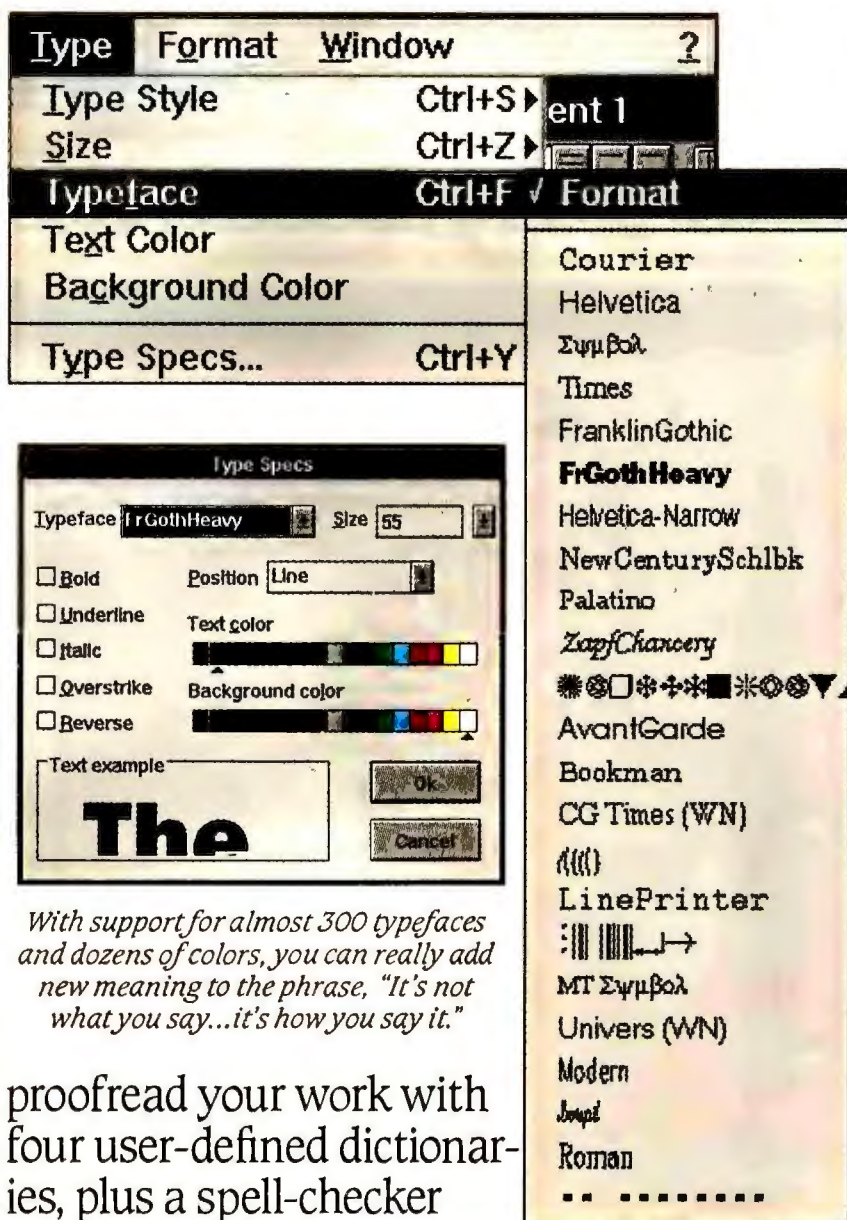 Type Format Window ?
Type Style Ctrl+S
Size Ctrl+Z
Typeface Ctrl+F
Text Color
Background Color
Type Specs... Ctrl+Y
ent 1
√ Format
Courier
Helvetica
Σψμβολ
Times
FranklinGothic
FrGothHeavy
Helvetica-Narrow
NewCenturySchlbk
Palatino
ZapfChancery
AvantGarde
Bookman
CG Times (WN)
LinePrinter
MT Σψμβολ
Univers (WN)
Modern
Script
Roman
Type Specs
Typeface FrGothHeavy Size 55
Bold Position Line
Underline Text color
Italic
Overstrike Background color
Reverse
Text example Ok
The
Cancel
With support for almost 300 typefaces
and dozens of colors, you can really add
new meaning to the phrase, "It's not
what you say...it's how you say it."
proofread your work with
four user-defined dictionar-
ies, plus a spell-checker